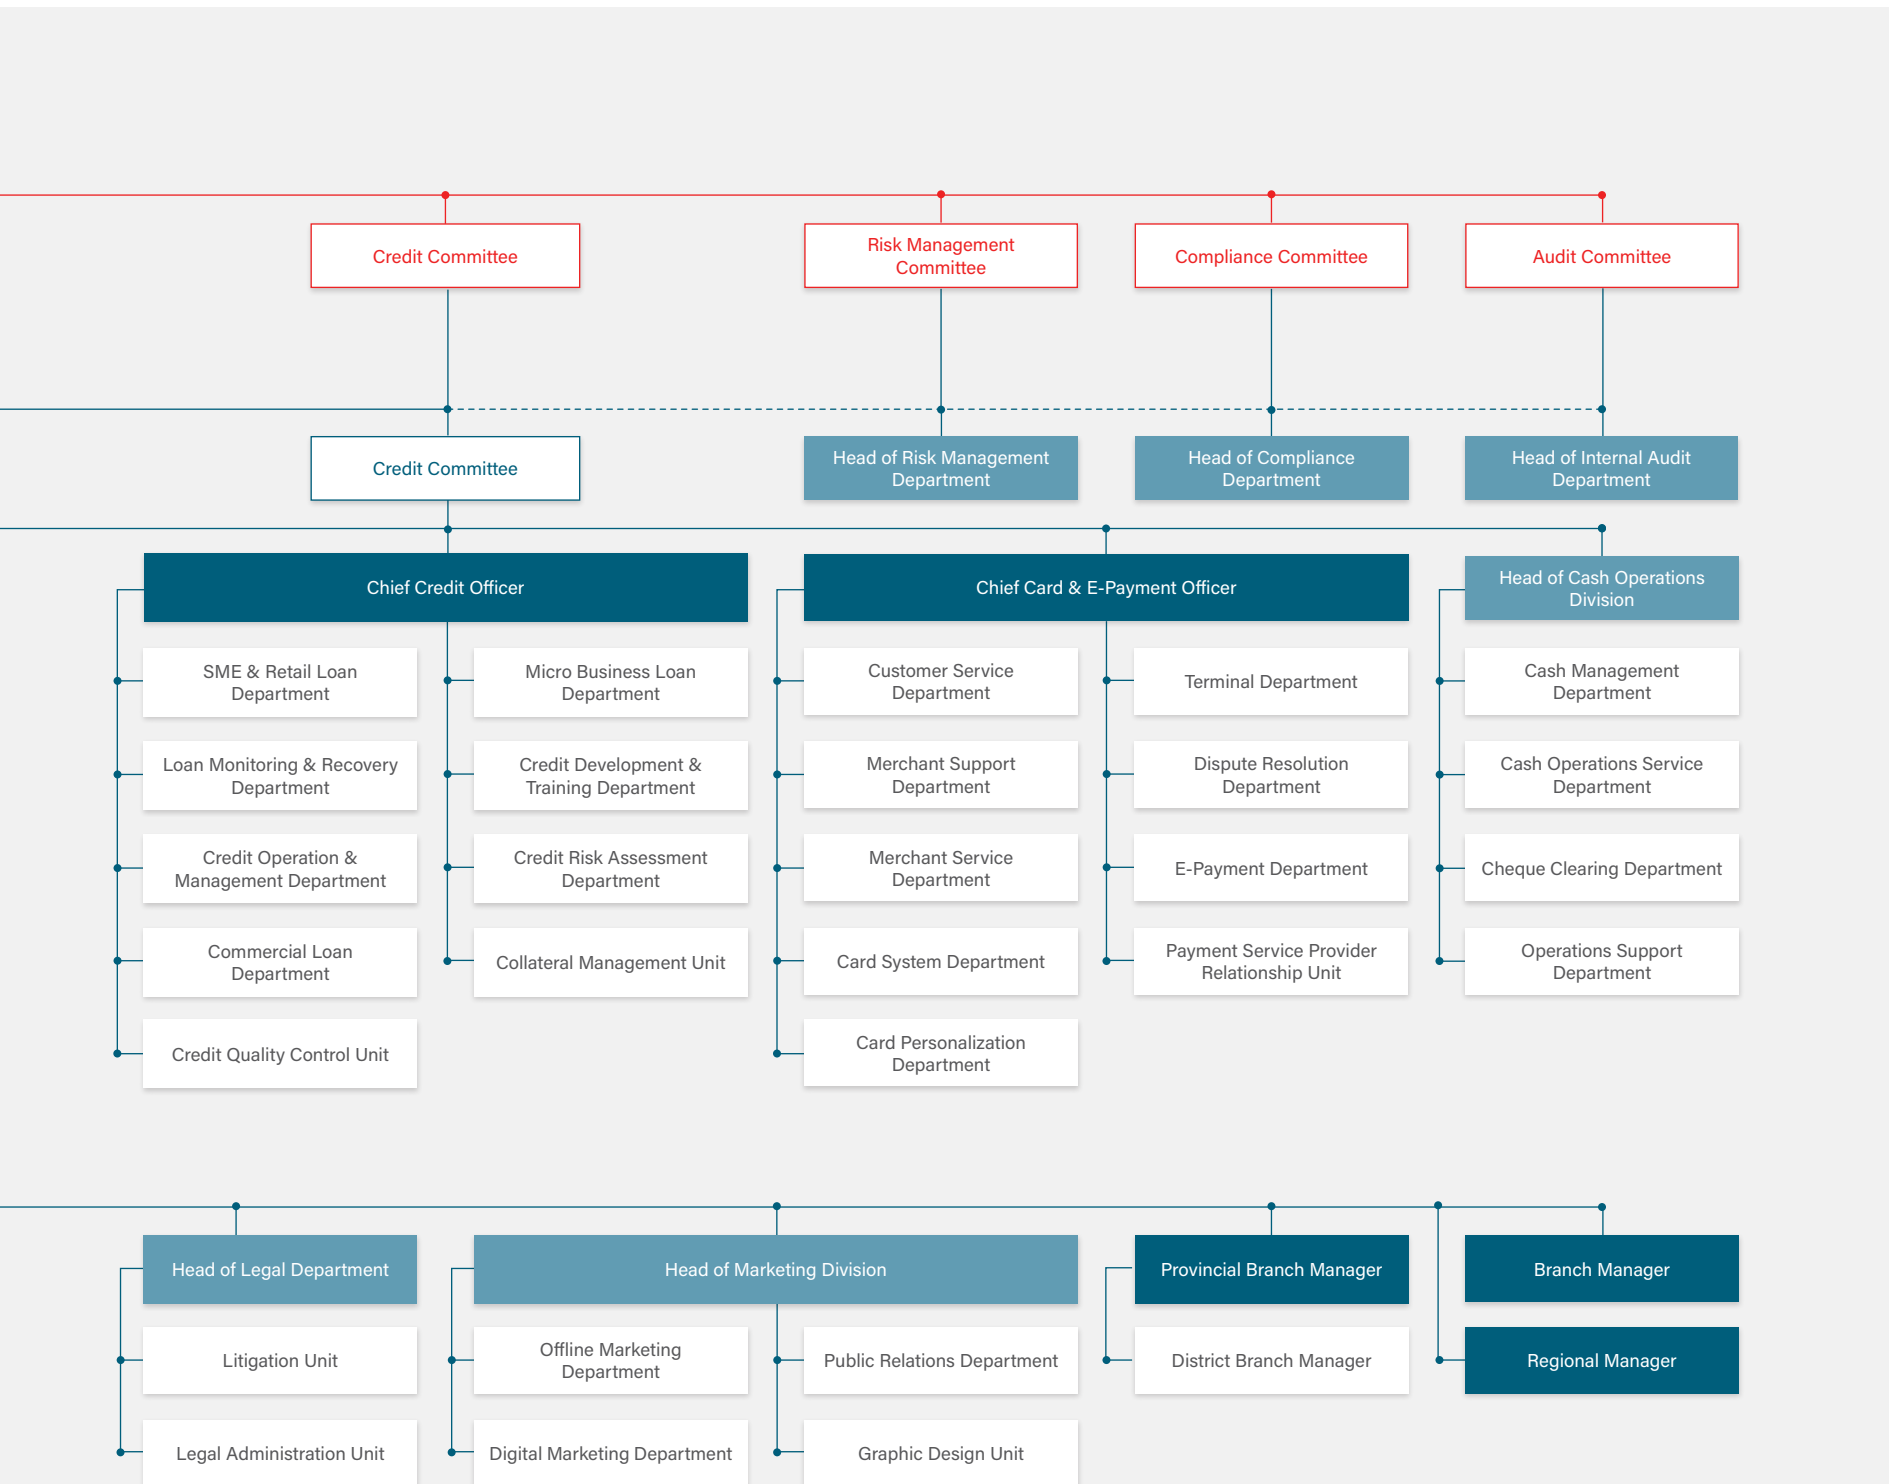 Credit Committee
Risk Management
Committee
Compliance Committee
Audit Committee
Credit Committee
Head of Risk Management
Department
Head of Compliance
Department
Head of Internal Audit
Department
Chief Credit Officer
Chief Card & E-Payment Officer
Head of Cash Operations
Division
SME & Retail Loan
Department
Micro Business Loan
Department
Customer Service
Department
Terminal Department
Cash Management
Department
Loan Monitoring & Recovery
Department
Credit Development &
Training Department
Merchant Support
Department
Dispute Resolution
Department
Cash Operations Service
Department
Credit Operation &
Management Department
Credit Risk Assessment
Department
Merchant Service
Department
E-Payment Department
Cheque Clearing Department
Commercial Loan
Department
Collateral Management Unit
Card System Department
Payment Service Provider
Relationship Unit
Operations Support
Department
Credit Quality Control Unit
Card Personalization
Department
Head of Legal Department
Head of Marketing Division
Provincial Branch Manager
Branch Manager
Litigation Unit
Offline Marketing
Department
Public Relations Department
District Branch Manager
Regional Manager
Legal Administration Unit
Digital Marketing Department
Graphic Design Unit